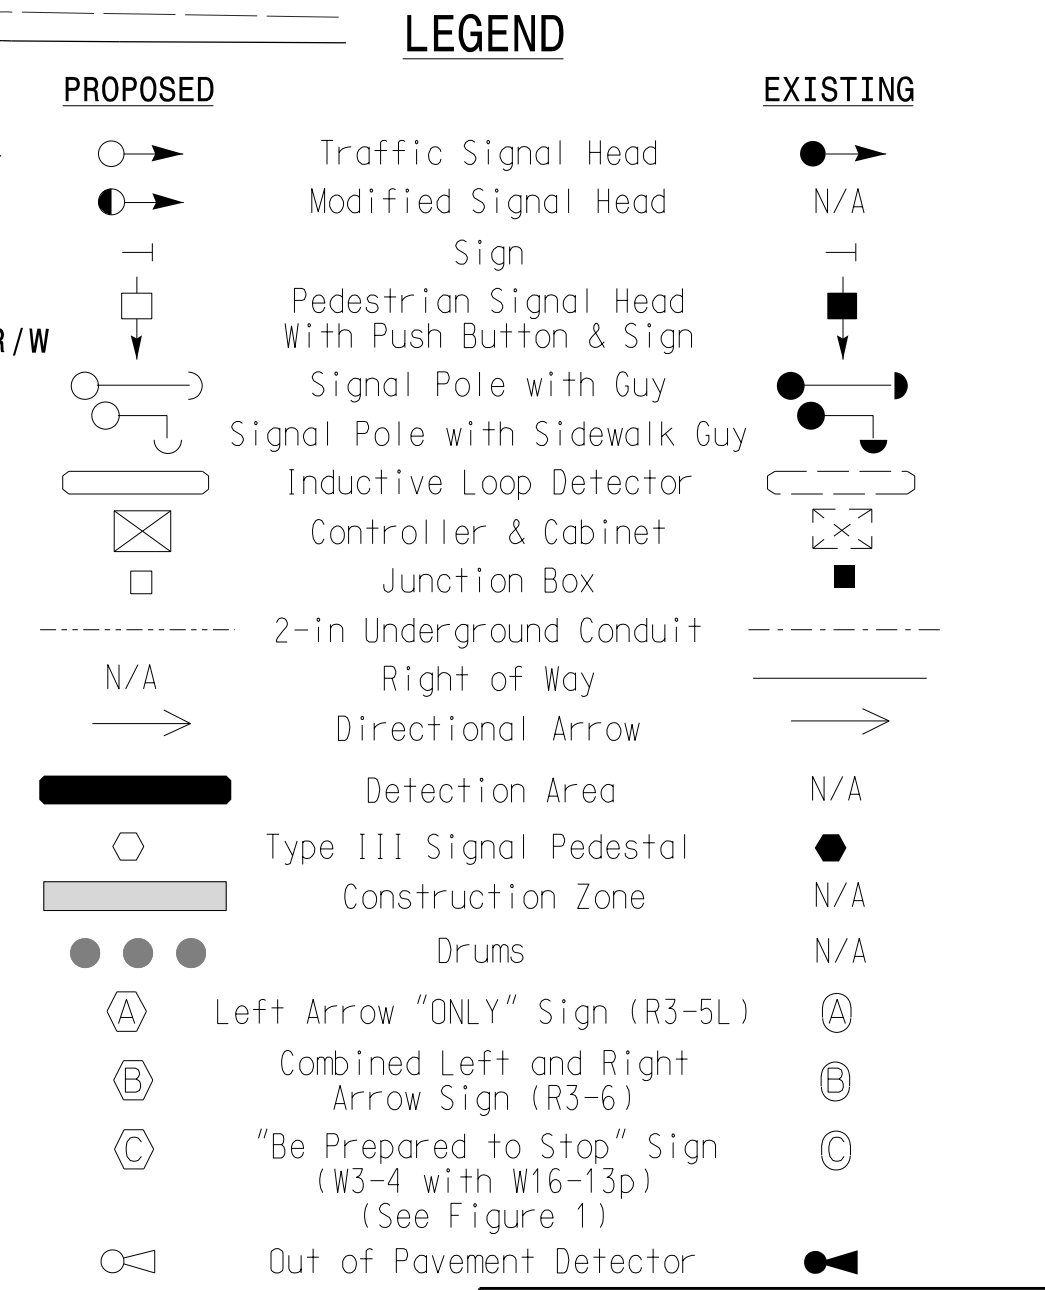 LEGEND
PROPOSED EXISTING
Traffic Signal Head
Modified Signal Head N/A
Sign
Pedestrian Signal Head
With Push Button & Sign
R/W
Signal Pole with Guy
Signal Pole with Sidewalk Guy
Inductive Loop Detector
Controller & Cabinet
Junction Box
2-in Underground Conduit
N/A Right of Way
Directional Arrow
Detection Area N/A
Type III Signal Pedestal
Construction Zone N/A
Drums N/A
A Left Arrow "ONLY" Sign (R3-5L) A
Combined Left and Right
B B
Arrow Sign (R3-6)
C "Be Prepared to Stop" Sign C
(W3-4 with W16-13p)
(See Figure 1)
Out of Pavement Detector